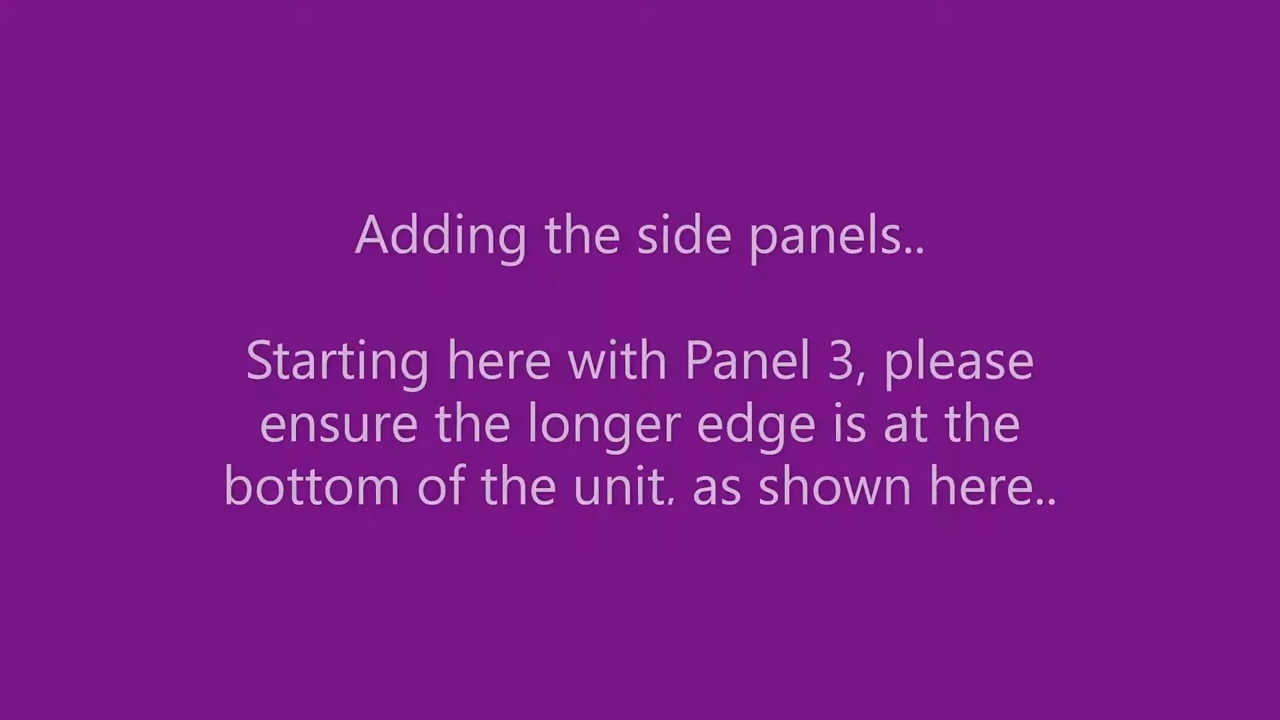 Adding the side panels..
Starting here with Panel 3, please
ensure the longer edge is at the
bottom of the unit, as shown here..